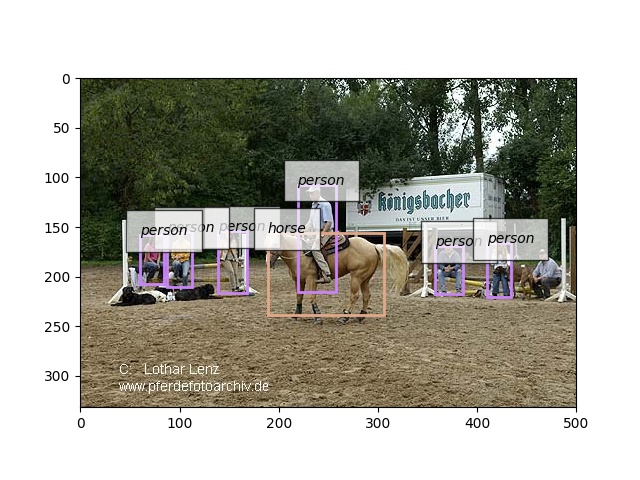 0
50
100
150
200
250
300
person
königsbacher
DAS IST UNSER BIER
person
son
person
horse
person
person
C: Lothar Lenz
www.pferdefotoarchiv.de
0
100
200
300
400
500